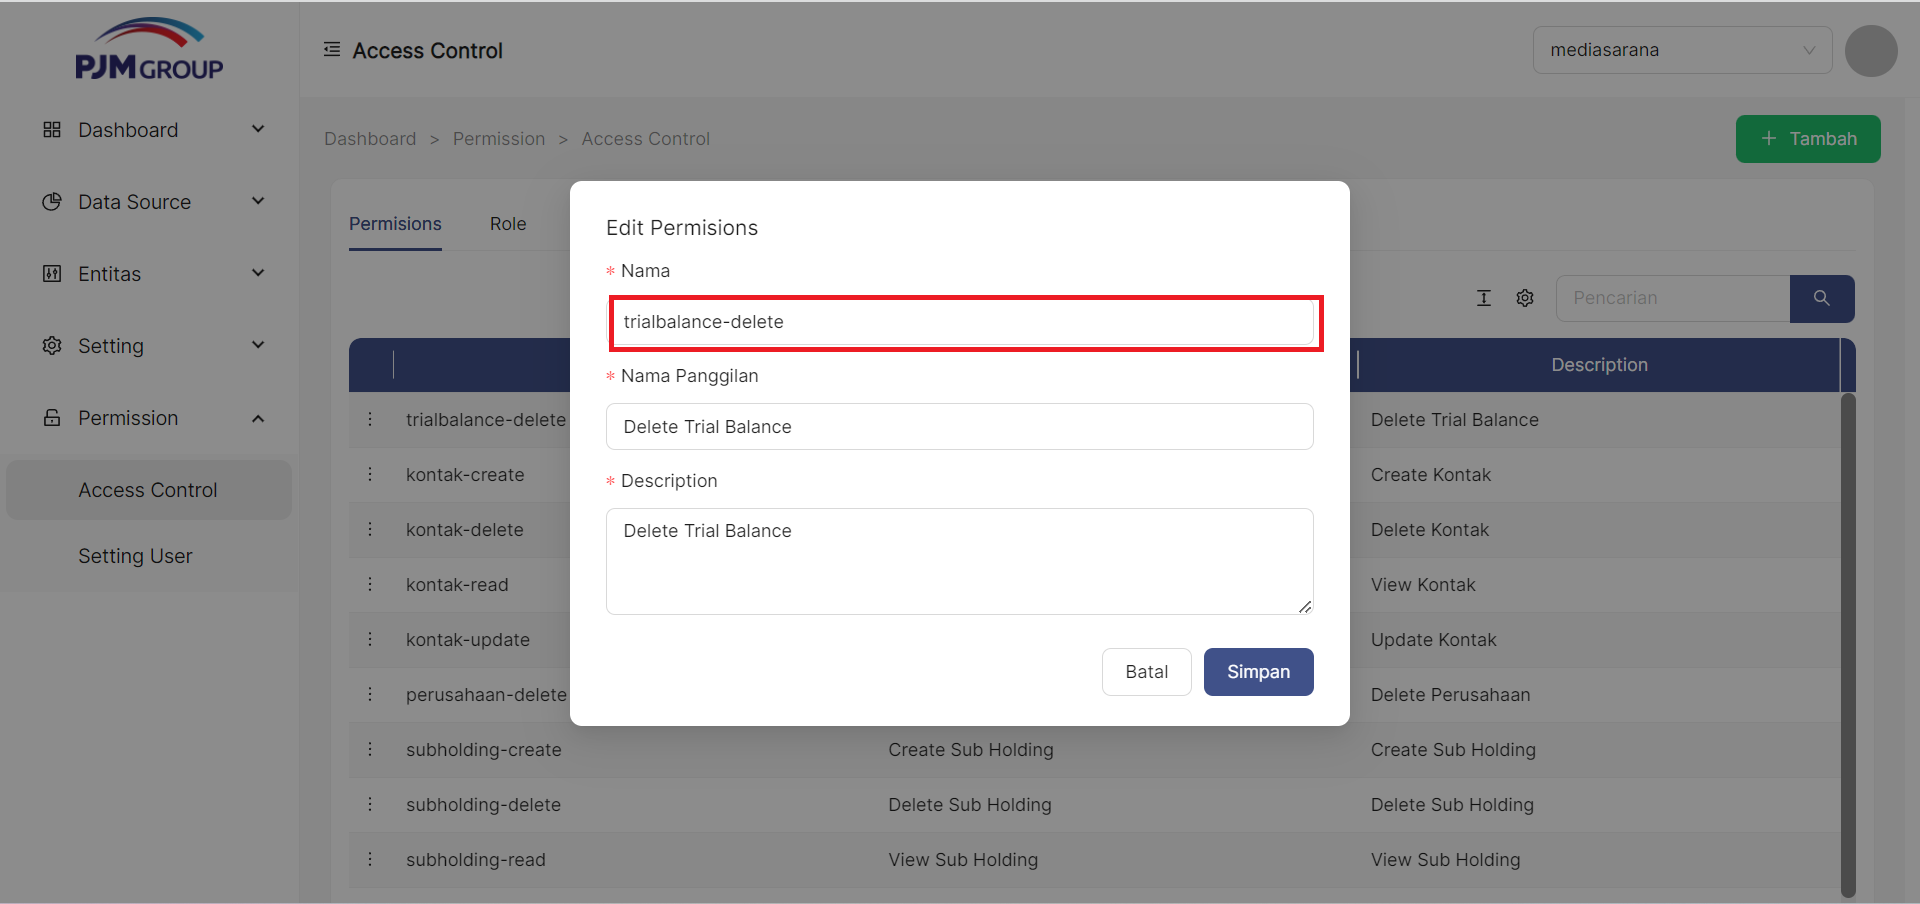 PJM GROUP
Access Control
mediasarana
Dashboard
Data Source
Entitas
Setting
Permission
Access Control
Setting User
Dashboard > Permission > Access Control
+ Tambah
Permisions Role
Pencarian
Description
trialbalance-delete Delete Trial Balance
kontak-create Create Kontak
kontak-delete Delete Kontak
kontak-read View Kontak
kontak-update Update Kontak
perusahaan-delete Delete Perusahaan
subholding-create Create Sub Holding Create Sub Holding
subholding-delete Delete Sub Holding Delete Sub Holding
subholding-read View Sub Holding View Sub Holding
Edit Permisions
* Nama
trialbalance-delete
* Nama Panggilan
Delete Trial Balance
* Description
Delete Trial Balance
Batal Simpan